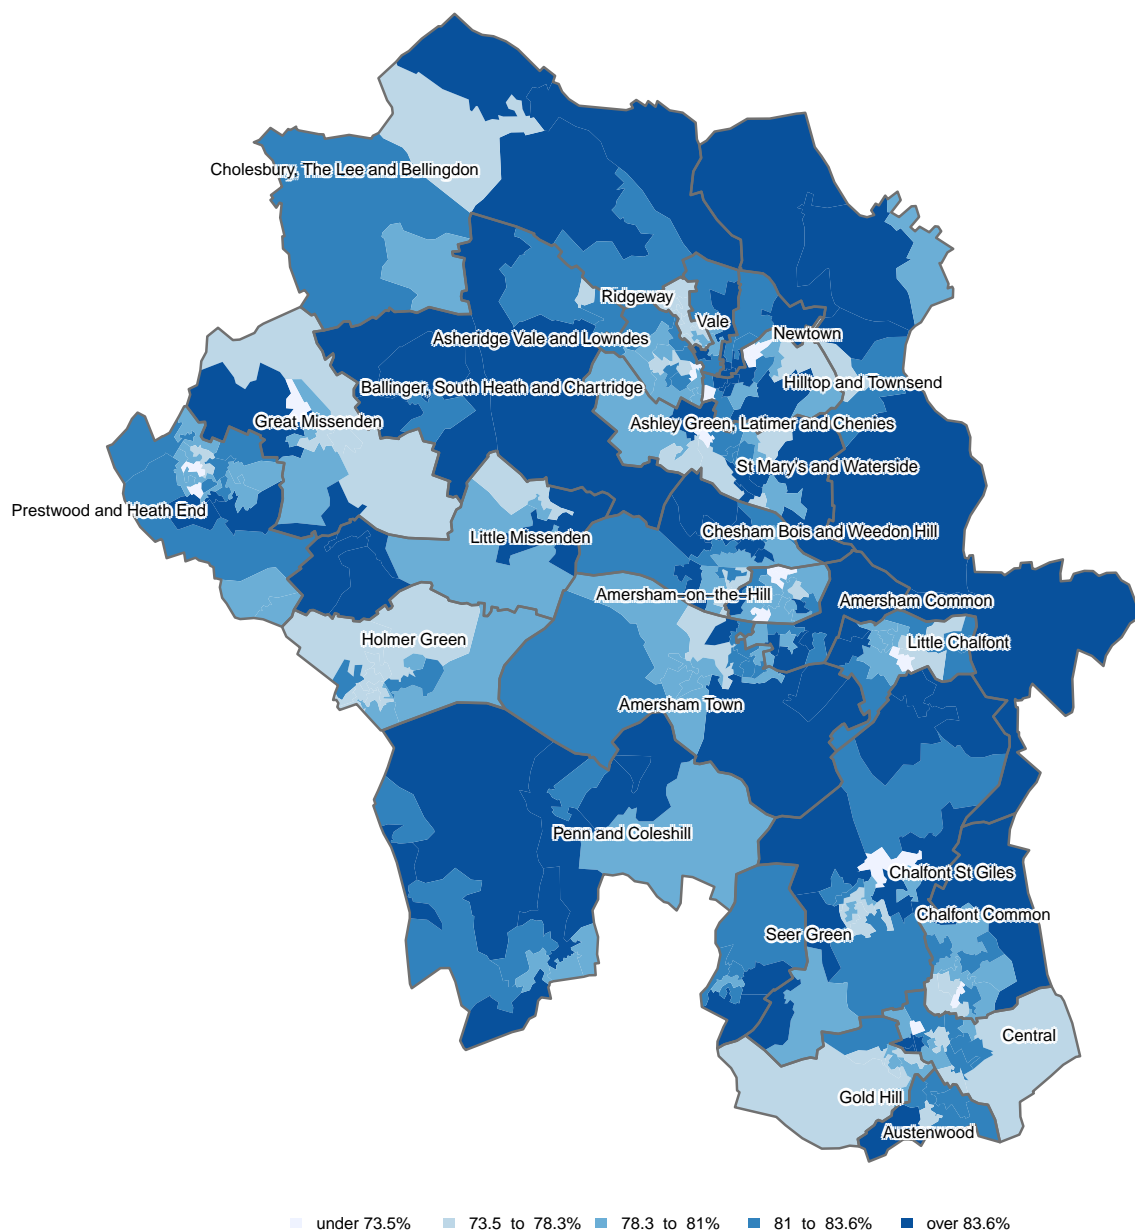 Cholesbury, The Lee and Bellingdon
Ridgeway
Vale
Newtown
Asheridge Vale and Lowndes
Hilltop and Townsend
Ballinger, South Heath and Chartridge
Great Missenden
Ashley Green, Latimer and Chenies
St Mary's and Waterside
Prestwood and Heath End
Chesham Bois and Weedon Hill
Little Missenden
Amersham-on-the-Hill
Amersham Common
Holmer Green
Little Chalfont
Amersham Town
Penn and Coleshill
Chalfont St Giles
Chalfont Common
Seer Green
Central
Gold Hill
Austenwood
under 73.5% 73.5 to 78.3% 78.3 to 81% 81 to 83.6% over 83.6%